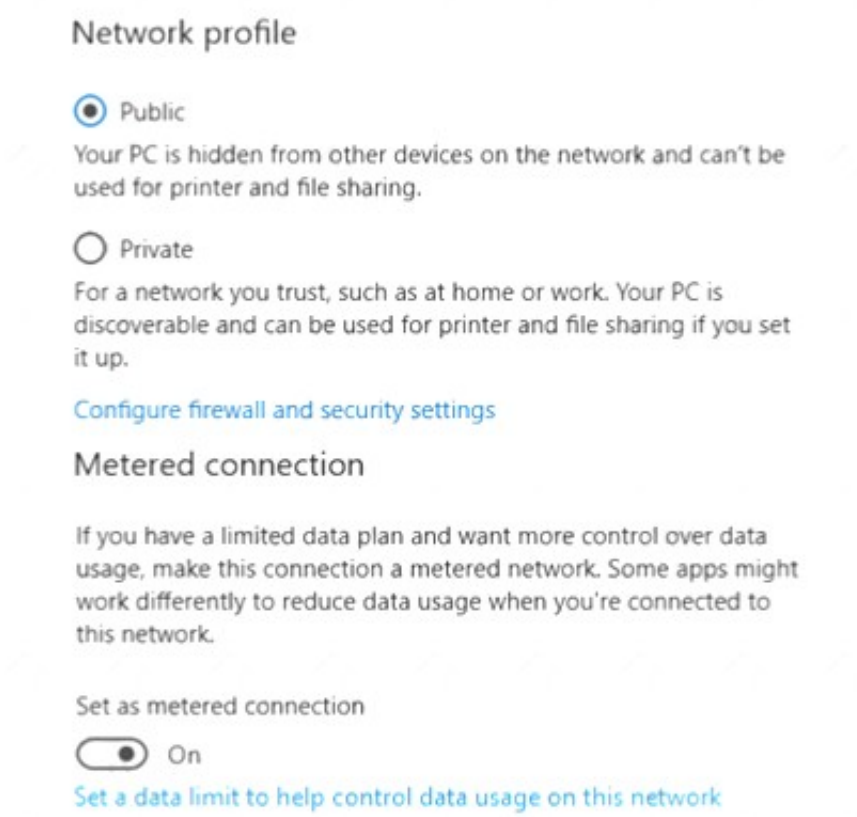 Network profile
Public
Your PC is hidden from other devices on the network and can't be
used for printer and file sharing.
Private
For a network you trust, such as at home or work. Your PC is
discoverable and can be used for printer and file sharing if you set
it up.
Configure firewall and security settings
Metered connection
If you have a limited data plan and want more control over data
usage, make this connection a metered network. Some apps might
work differently to reduce data usage when you're connected to
this network.
Set as metered connection
On
Set a data limit to help control data usage on this network